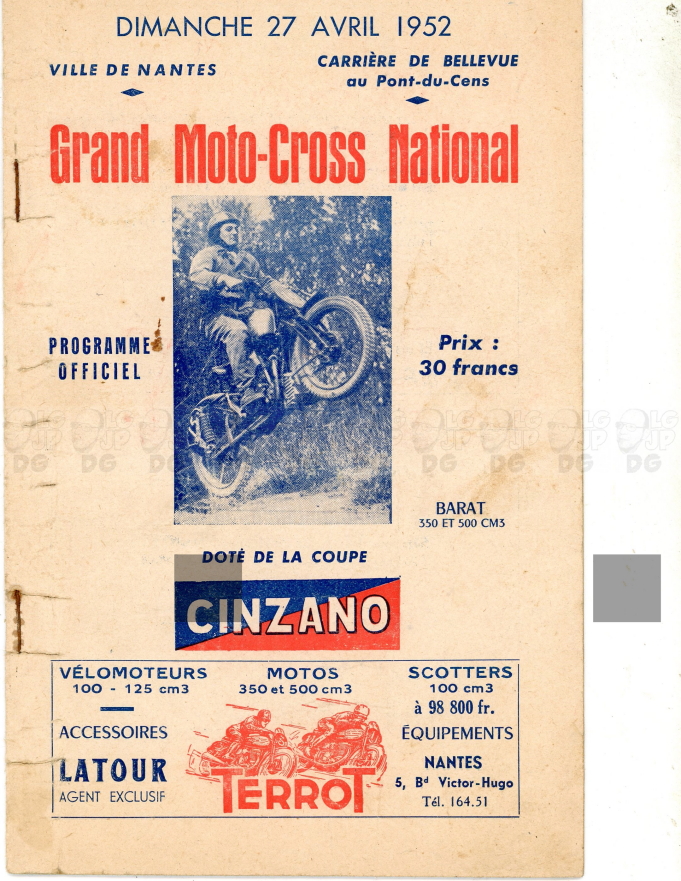 DIMANCHE 27 AVRIL 1952
VILLE DE NANTES
CARRIÈRE DE BELLEVUE
au Pont-du-Cens
Grand Moto-Cross National
PROGRAMME
OFFICIEL
Prix :
30 francs
BARAT
350 ET 500 CM3
DOTÉ DE LA COUPE
CINZANO
VÉLOMOTEURS
100 - 125 cm3
ACCESSOIRES
LATOUR
AGENT EXCLUSIF
MOTOS
350 et 500 cm3
TERROT
SCOTTERS
100 cm3
à 98 800 fr.
ÉQUIPEMENTS
NANTES
5, Bd Victor-Hugo
Tél. 164.51